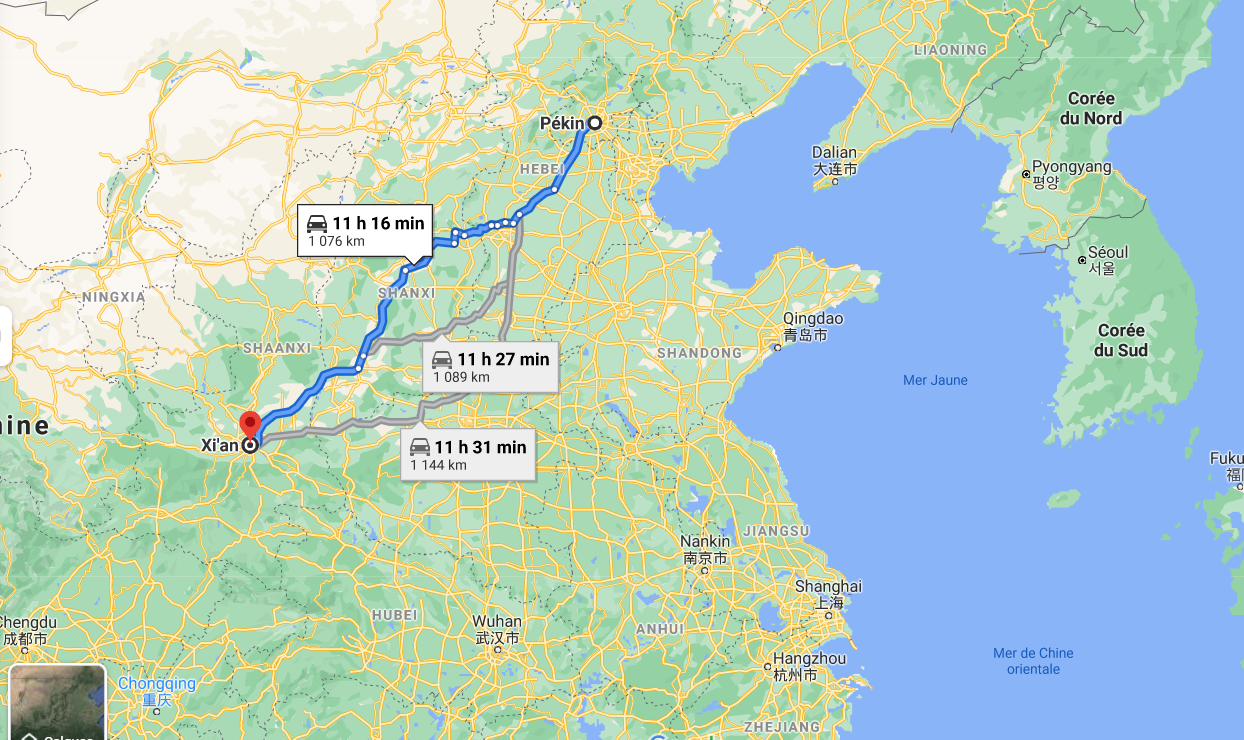 LIAONING
Corée
du Nord
Pékin
Dalian
大连市
HEBEI
Pyongyang
평양
11 h 16 min
1 076 km
Séoul
서울
NINGXIA
SHANXI
Qingdao
青岛市
Corée
du Sud
SHAANXI
11 h 27 min
1 089 km
SHANDONG
Mer Jaune
ine
Xi'an
11 h 31 min
1 144 km
Fuku
福
JIANGSU
Nankin
南京市
Shanghai
上海
Chengdu
成都市
HUBEI
Wuhan
武汉市
ANHUI
Mer de Chine
orientale
Hangzhou
杭州市
Chongqing
重庆
ZHEJIANG